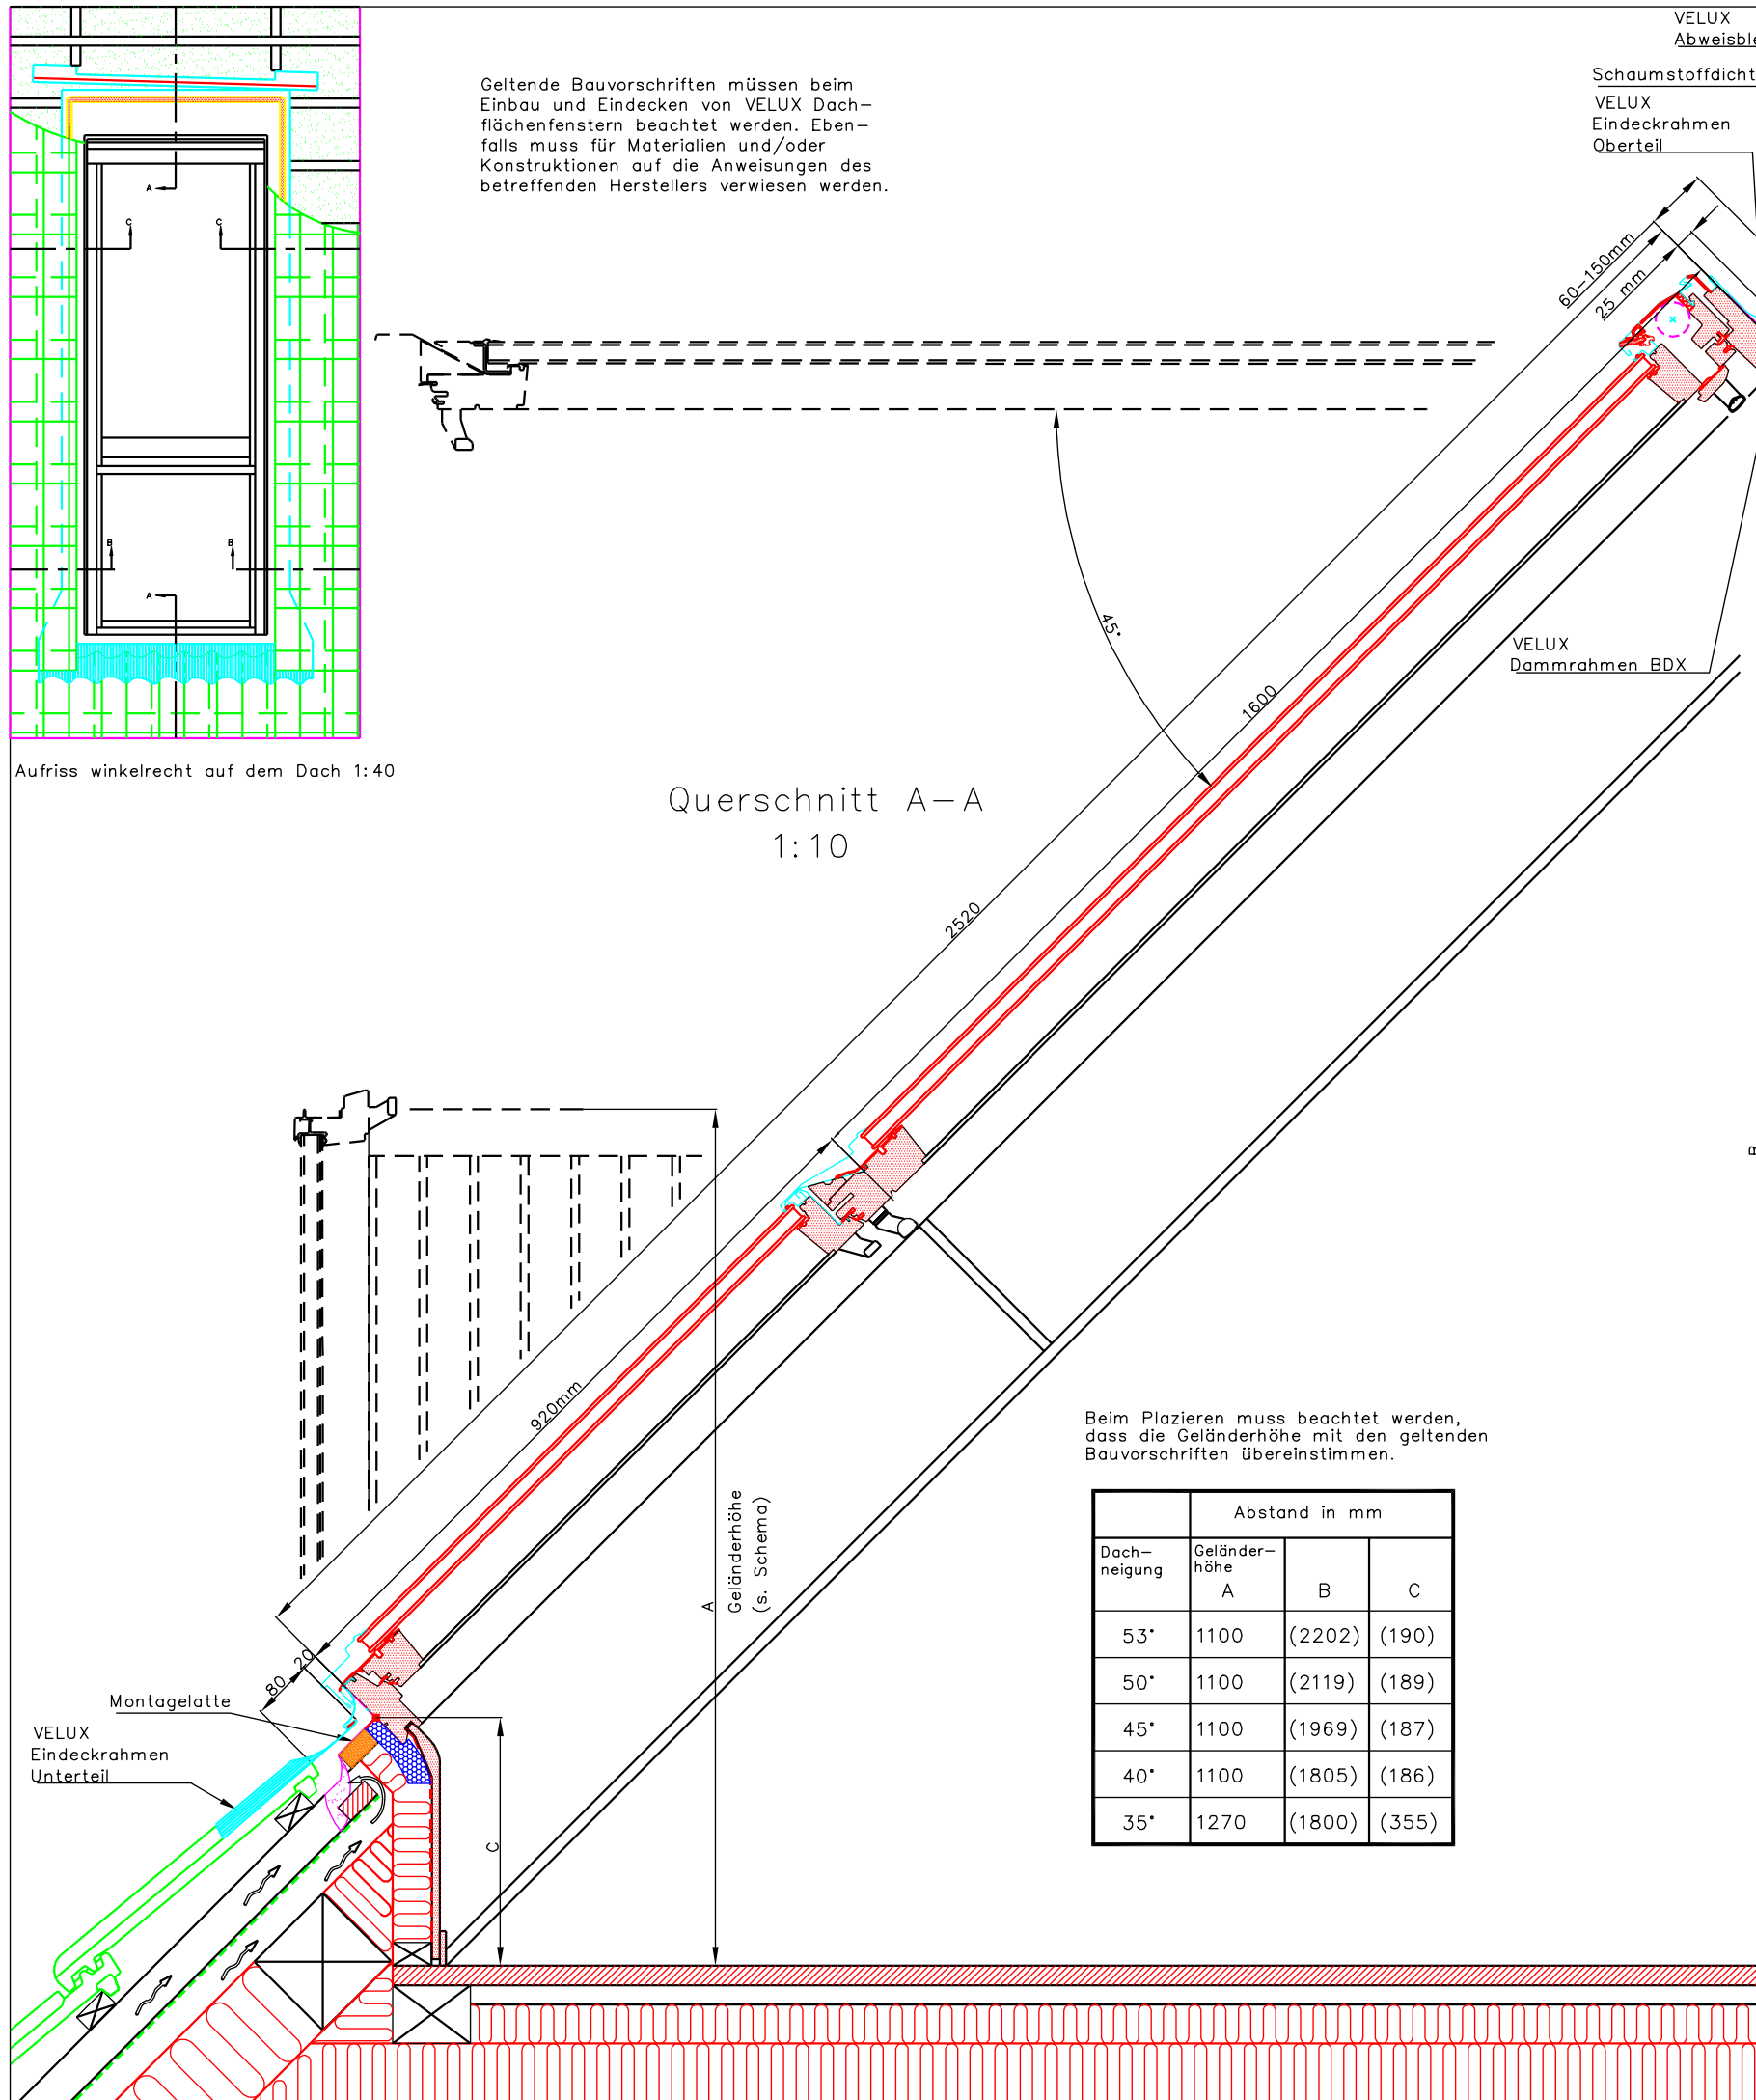 VELUX
Schaumstoffdicht
VELUX
Eindeckrahmen
Oberteil
Geltende Bauvorschriften müssen beim
Einbau und Eindecken von VELUX Dach-
flächenfenstern beachtet werden. Eben-
falls muss für Materialien und/oder
Konstruktionen auf die Anweisungen des
betreffenden Herstellers verwiesen werden.
A
C C
B B
A
60-150mm
25 mm
45°
VELUX
Dammrahmen BDX
1600
Aufriss winkelrecht auf dem Dach 1:40
Querschnitt A-A
1:10
2520
B
920mm
Beim Plazieren muss beachtet werden,
dass die Geländerhöhe mit den geltenden
Bauvorschriften übereinstimmen.
A
Geländerhöhe
(s. Schema)
Abstand in mm
Dach-
neigung
Geländer-
höhe
A B C
53° 1100 (2202) (190)
50° 1100 (2119) (189)
45° 1100 (1969) (187)
40° 1100 (1805) (186)
35° 1270 (1800) (355)
80 20
Montagelatte
VELUX
Eindeckrahmen
Unterteil
C